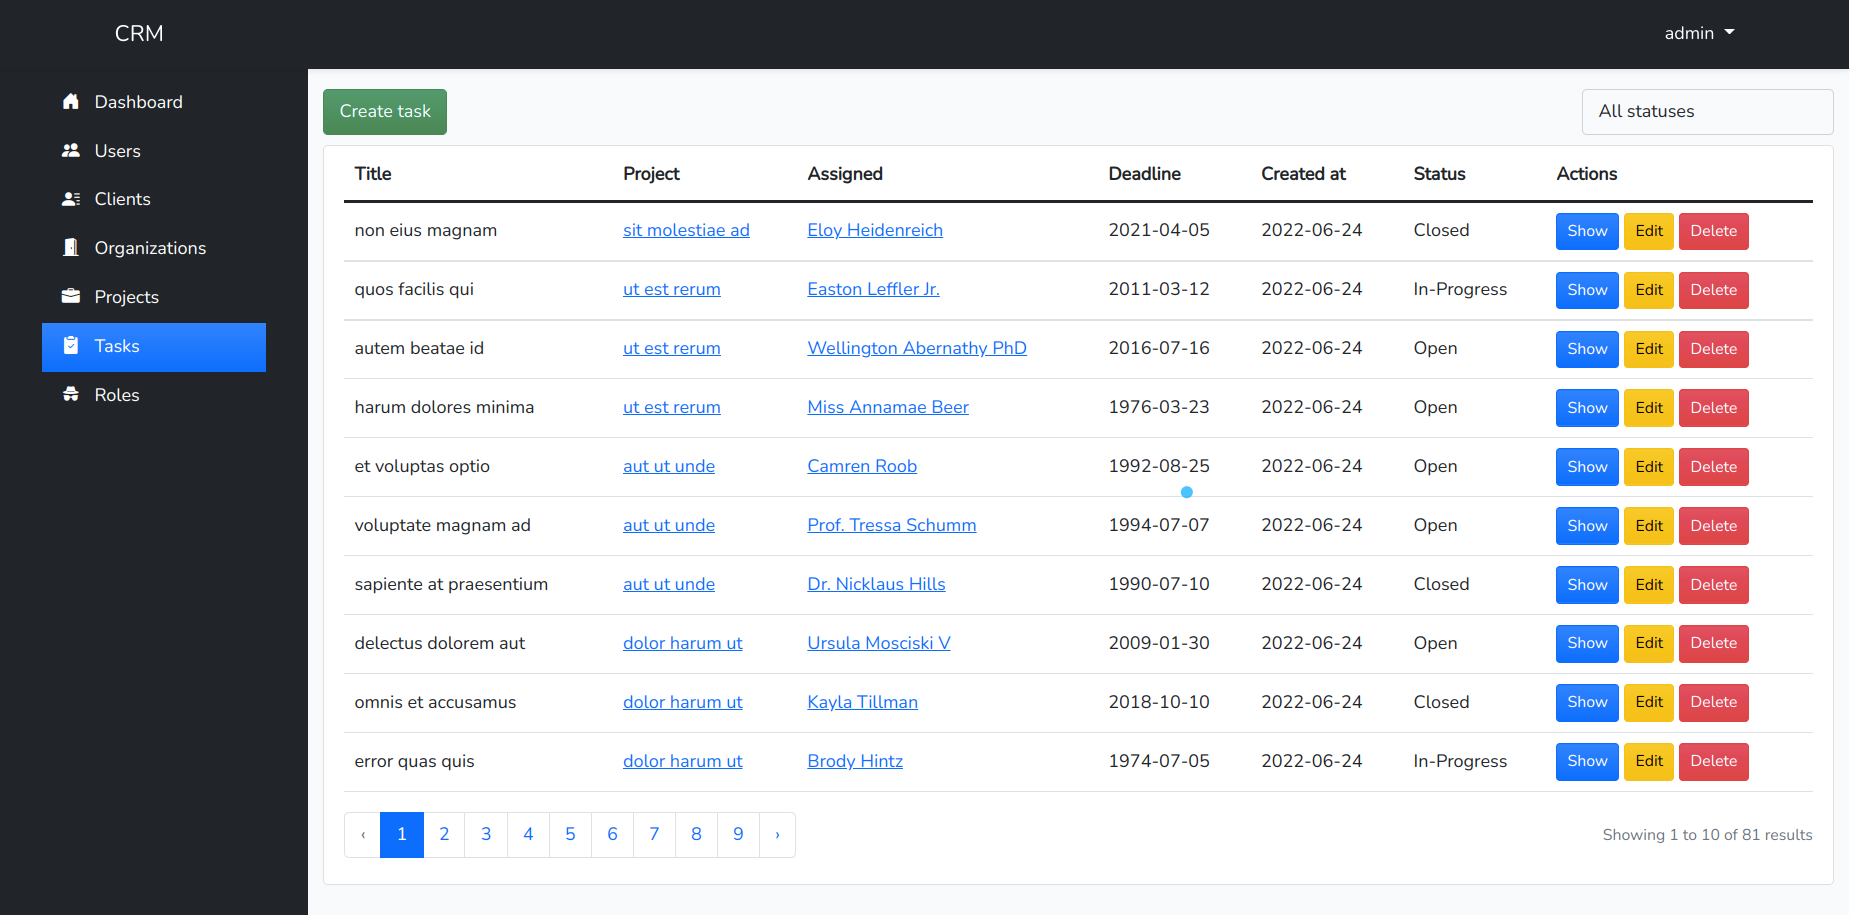 CRM
admin
Dashboard
Users
Clients
Organizations
Projects
Tasks
Roles
Create task
All statuses
Title Project Assigned Deadline Created at Status Actions
non eius magnam sit molestiae ad Eloy Heidenreich 2021-04-05 2022-06-24 Closed Show Edit Delete
quos facilis qui ut est rerum Easton Leffler Jr. 2011-03-12 2022-06-24 In-Progress Show Edit Delete
autem beatae id ut est rerum Wellington Abernathy PhD 2016-07-16 2022-06-24 Open Show Edit Delete
harum dolores minima ut est rerum Miss Annamae Beer 1976-03-23 2022-06-24 Open Show Edit Delete
et voluptas optio aut ut unde Camren Roob 1992-08-25 2022-06-24 Open Show Edit Delete
voluptate magnam ad aut ut unde Prof. Tressa Schumm 1994-07-07 2022-06-24 Open Show Edit Delete
sapiente at praesentium aut ut unde Dr. Nicklaus Hills 1990-07-10 2022-06-24 Closed Show Edit Delete
delectus dolorem aut dolor harum ut Ursula Mosciski V 2009-01-30 2022-06-24 Open Show Edit Delete
omnis et accusamus dolor harum ut Kayla Tillman 2018-10-10 2022-06-24 Closed Show Edit Delete
error quas quis dolor harum ut Brody Hintz 1974-07-05 2022-06-24 In-Progress Show Edit Delete
‹ 1 2 3 4 5 6 7 8 9 ›
Showing 1 to 10 of 81 results